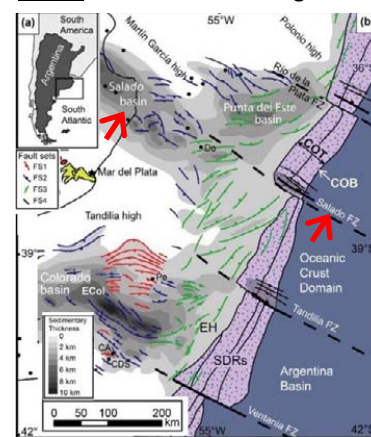 (a)
South
America
Argentina
South
Atlantic
55°W
Martín García high
Polonio high
(b)
36°S
Salado
basin
Río de la
Plata FZ
Punta del Este
basin
Do
Fault sets
FS1
FS2
FS3
FS4
Mar del Plata
COT
COB
Salado FZ
Tandilia high
39°S
Oceanic
Crust
Domain
39°S
Colorado
basin
ECol
Pe
Tandilia FZ
Sedimentary
Thickness
0
2 km
4 km
6 km
8 km
10 km
CA
CDS
EH
SDRs
Argentina
Basin
0 50 100 200
km
Ventania FZ
42°
55°W
42°S